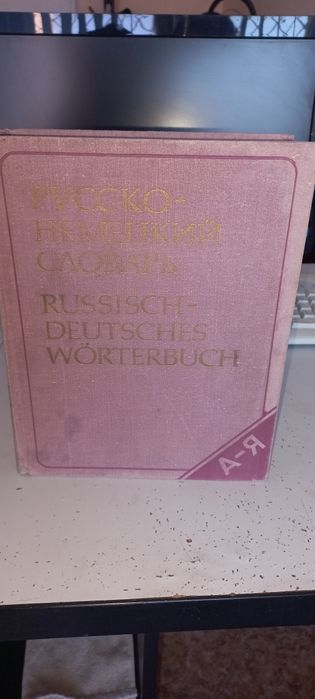 РУССКО-
НЕМЕЦКИЙ
СЛОВАРЬ
RUSSISCH-
DEUTSCHES
WÖRTERBUCH
А-Я